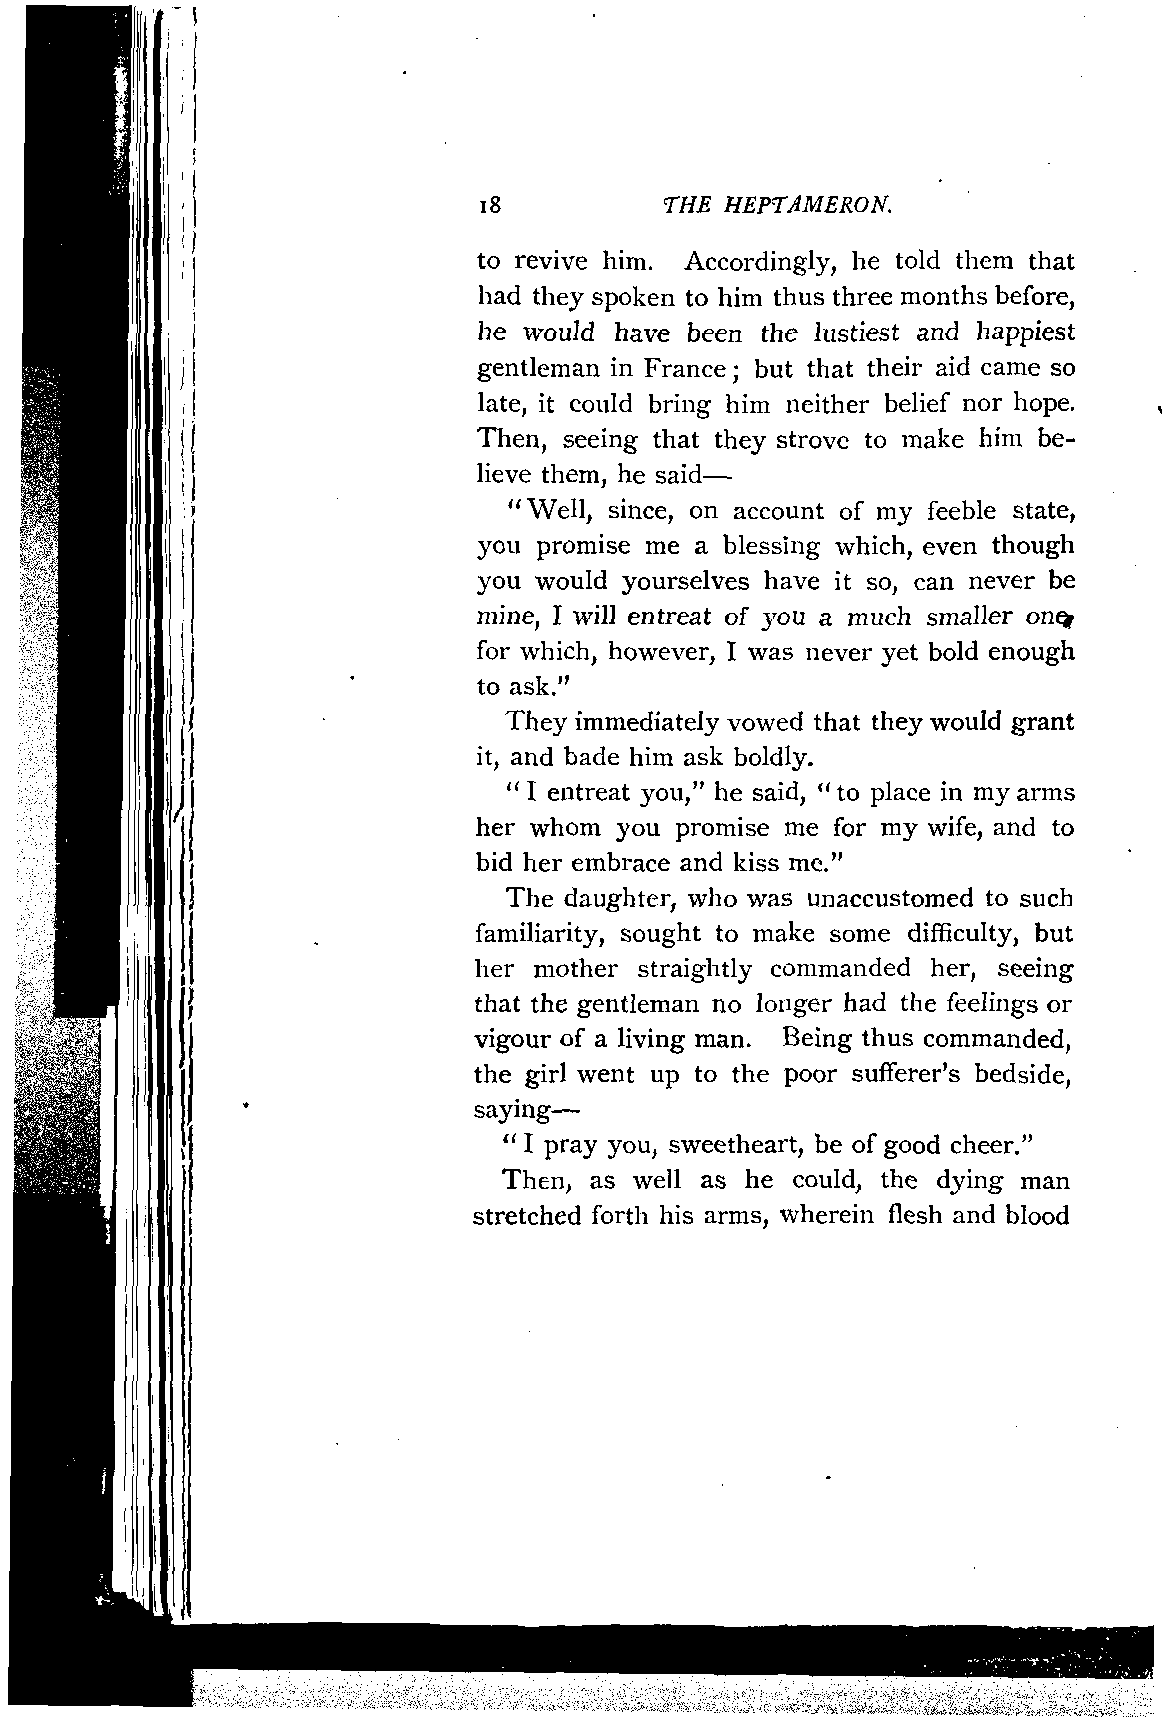 18 THE HEPTAMERON.
to revive him. Accordingly, he told them that
had they spoken to him thus three months before,
he would have been the lustiest and happiest
gentleman in France; but that their aid came so
late, it could bring him neither belief nor hope.
Then, seeing that they strove to make him be-
lieve them, he said—
"Well, since, on account of my feeble state,
you promise me a blessing which, even though
you would yourselves have it so, can never be
mine, I will entreat of you a much smaller one,
for which, however, I was never yet bold enough
to ask."
They immediately vowed that they would grant
it, and bade him ask boldly.
"I entreat you," he said, "to place in my arms
her whom you promise me for my wife, and to
bid her embrace and kiss me."
The daughter, who was unaccustomed to such
familiarity, sought to make some difficulty, but
her mother straightly commanded her, seeing
that the gentleman no longer had the feelings or
vigour of a living man. Being thus commanded,
the girl went up to the poor sufferer's bedside,
saying—
"I pray you, sweetheart, be of good cheer."
Then, as well as he could, the dying man
stretched forth his arms, wherein flesh and blood